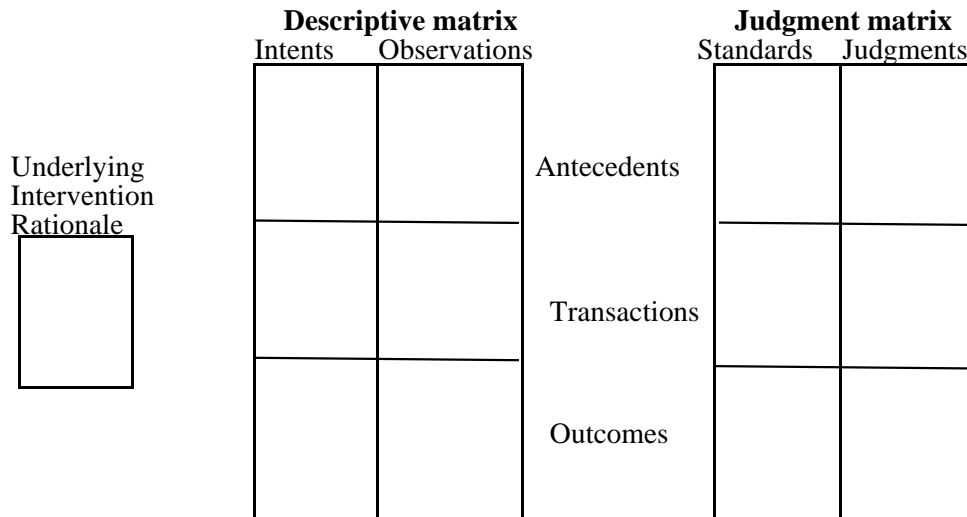 Descriptive matrix
Judgment matrix
Intents Observations
Standards Judgments
Underlying
Intervention
Rationale
Antecedents
Transactions
Outcomes